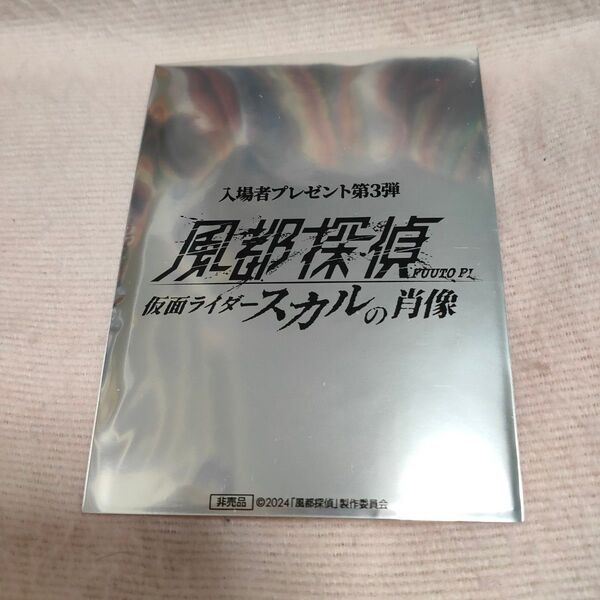 入場者プレゼント第3弾
風都探偵
FUUTO PI
仮面ライダースカルの肖像
非売品 ©2024「風都探偵」製作委員会